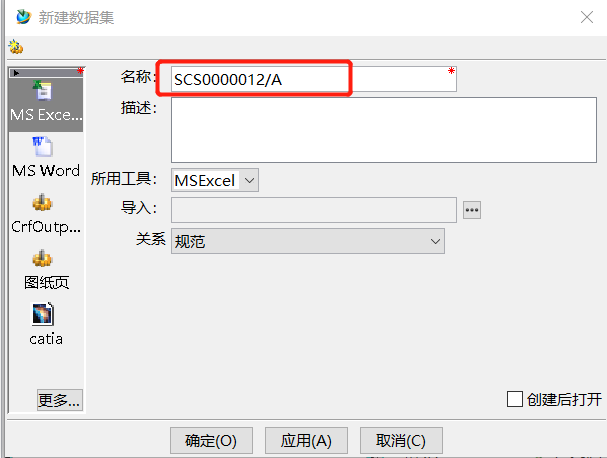 新建数据集
名称：
SCS0000012/A
描述：
MS Exce...
MS Word
CrfOutp...
图纸页
catia
更多...
所用工具：
MSExcel
导入：
关系
规范
创建后打开
确定(O)
应用(A)
取消(C)